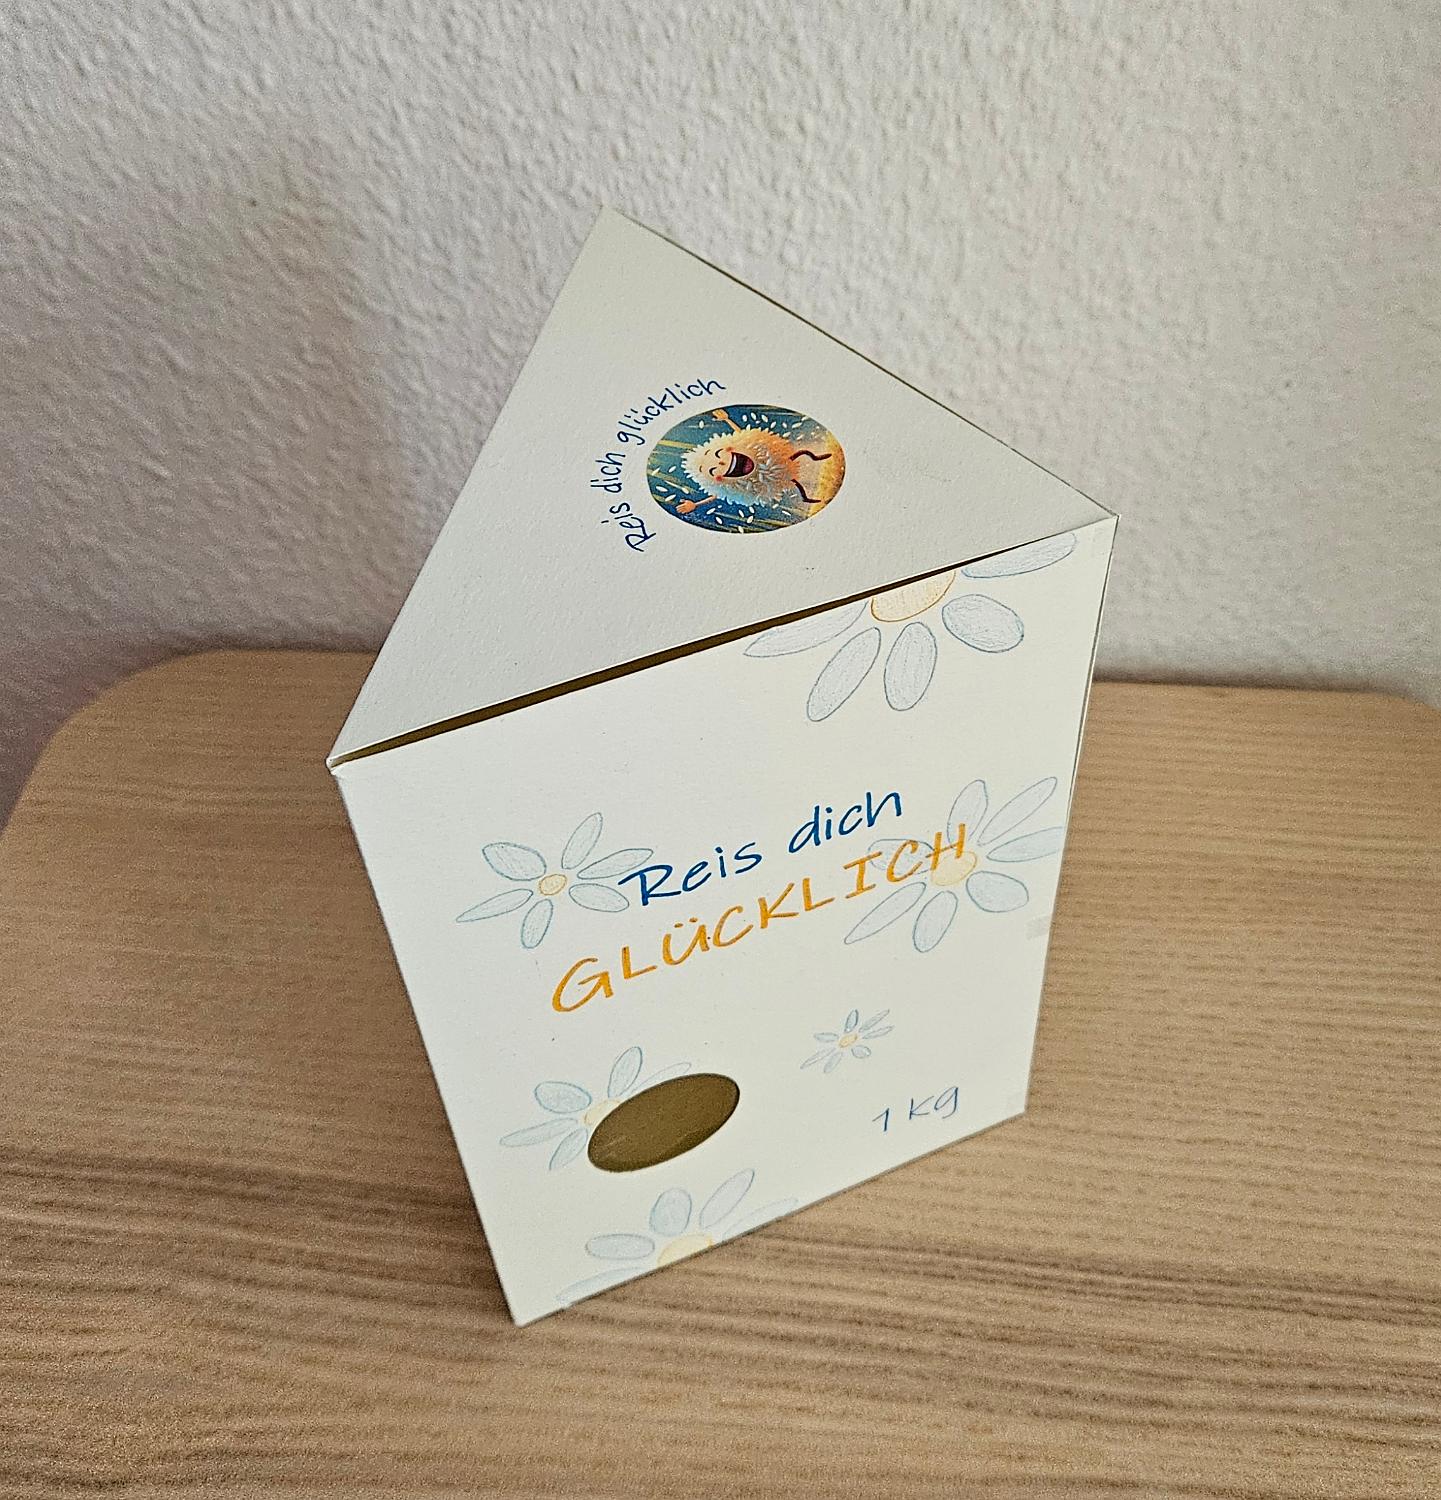 Reis dich glücklich
Reis dich
GLÜCKLICH
1 kg